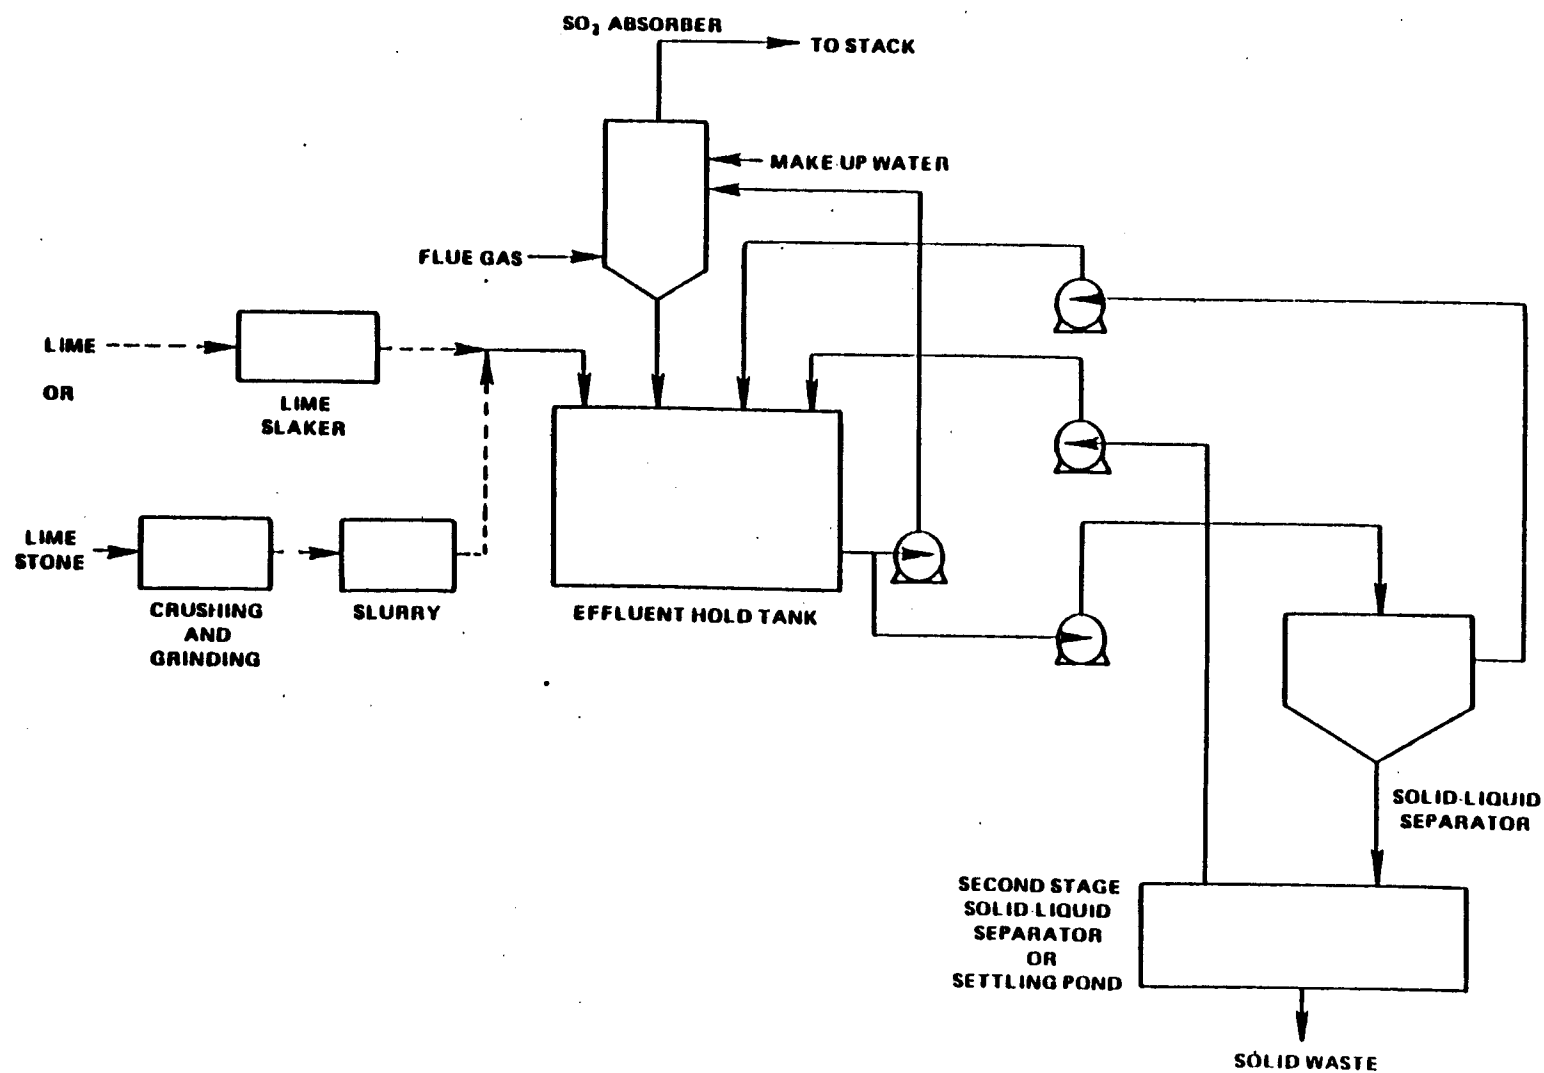 SO₂ ABSORBER
TO STACK
MAKE-UP WATER
FLUE GAS
LIME
OR
LIME
SLAKER
LIME
STONE
CRUSHING
AND
GRINDING
SLURRY
EFFLUENT HOLD TANK
SOLID-LIQUID
SEPARATOR
SECOND STAGE
SOLID-LIQUID
SEPARATOR
OR
SETTLING POND
SOLID WASTE